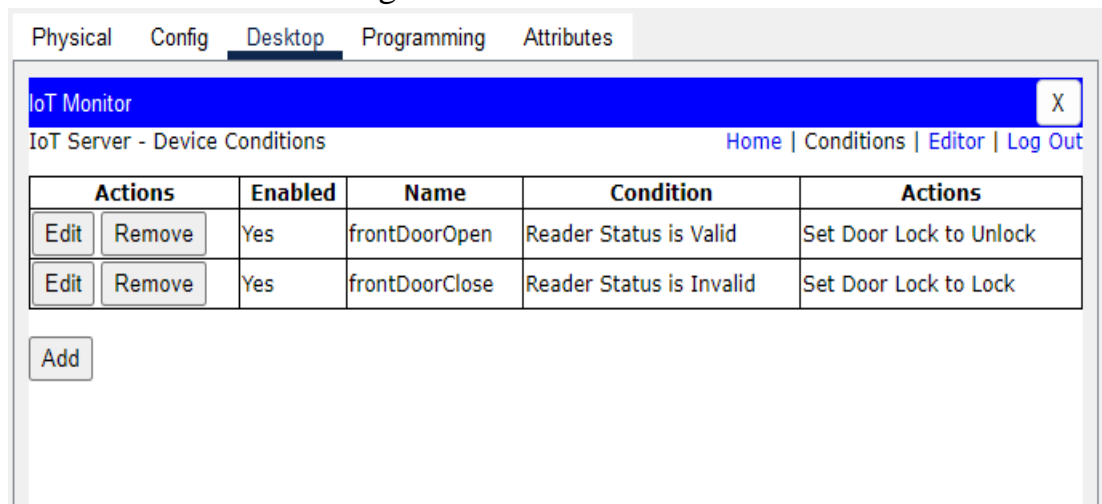 Physical Config Desktop Programming Attributes
IoT Monitor X
IoT Server - Device Conditions Home | Conditions | Editor | Log Out
Actions Enabled Name Condition Actions
Edit Remove Yes frontDoorOpen Reader Status is Valid Set Door Lock to Unlock
Edit Remove Yes frontDoorClose Reader Status is Invalid Set Door Lock to Lock
Add